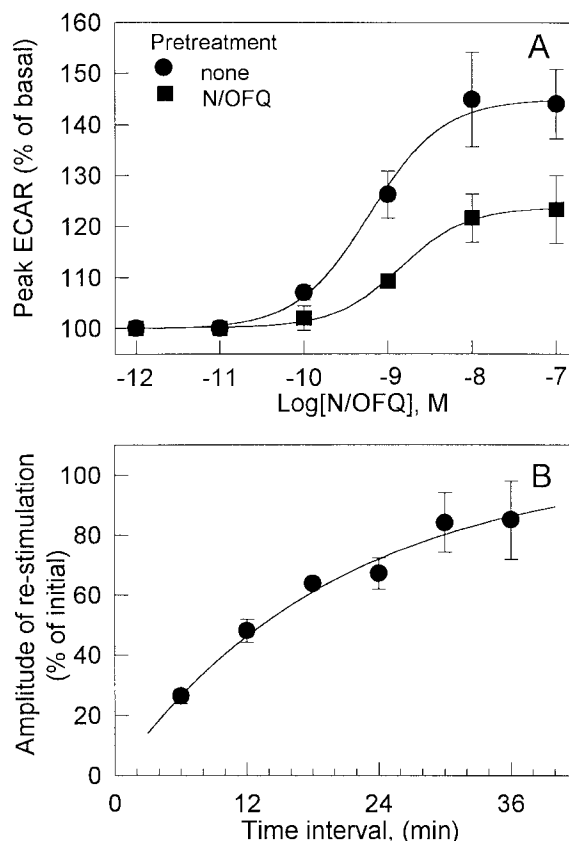 A
Pretreatment
none
N/OFQ
Peak ECAR (% of basal)
160
150
140
130
120
110
100
-12 -11 -10 -9 -8 -7
Log[N/OFQ], M
B
Amplitude of re-stimulation
(% of initial)
100
80
60
40
20
0
0 12 24 36
Time interval, (min)